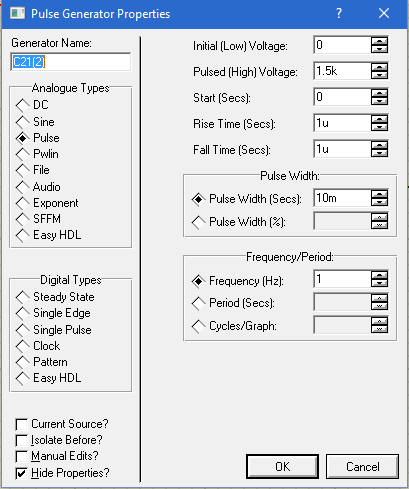 Pulse Generator Properties
Generator Name:
C21(2)
Analogue Types
DC
Sine
Pulse
Pwlin
File
Audio
Exponent
SFFM
Easy HDL
Digital Types
Steady State
Single Edge
Single Pulse
Clock
Pattern
Easy HDL
Current Source?
Isolate Before?
Manual Edits?
Hide Properties?
Initial (Low) Voltage: 0
Pulsed (High) Voltage: 1.5k
Start (Secs): 0
Rise Time (Secs): 1u
Fall Time (Secs): 1u
Pulse Width:
Pulse Width (Secs): 10m
Pulse Width (%):
Frequency/Period:
Frequency (Hz): 1
Period (Secs):
Cycles/Graph:
OK Cancel